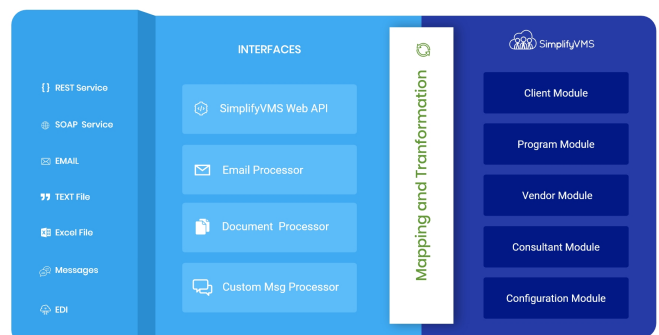 { } REST Service
SOAP Service
EMAIL
TEXT File
Excel File
Messages
EDI
INTERFACES
SimplifyVMS Web API
Email Processor
Document Processor
Custom Msg Processor
Mapping and Tranformation
SimplifyVMS
Client Module
Program Module
Vendor Module
Consultant Module
Configuration Module